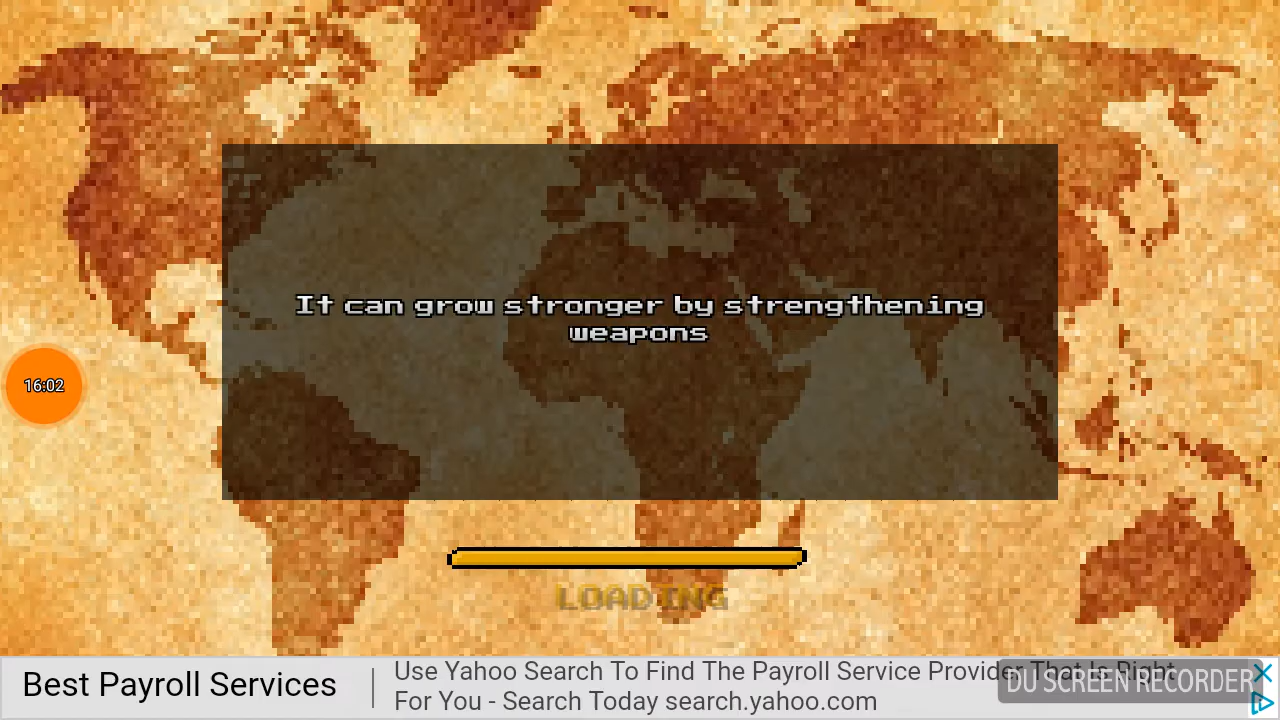 It can grow stronger by strengthening
weapons
16:02
LOADING
Best Payroll Services
Use Yahoo Search To Find The Payroll Service Provider That Is Right
For You - Search Today search.yahoo.com
DU SCREEN RECORDER